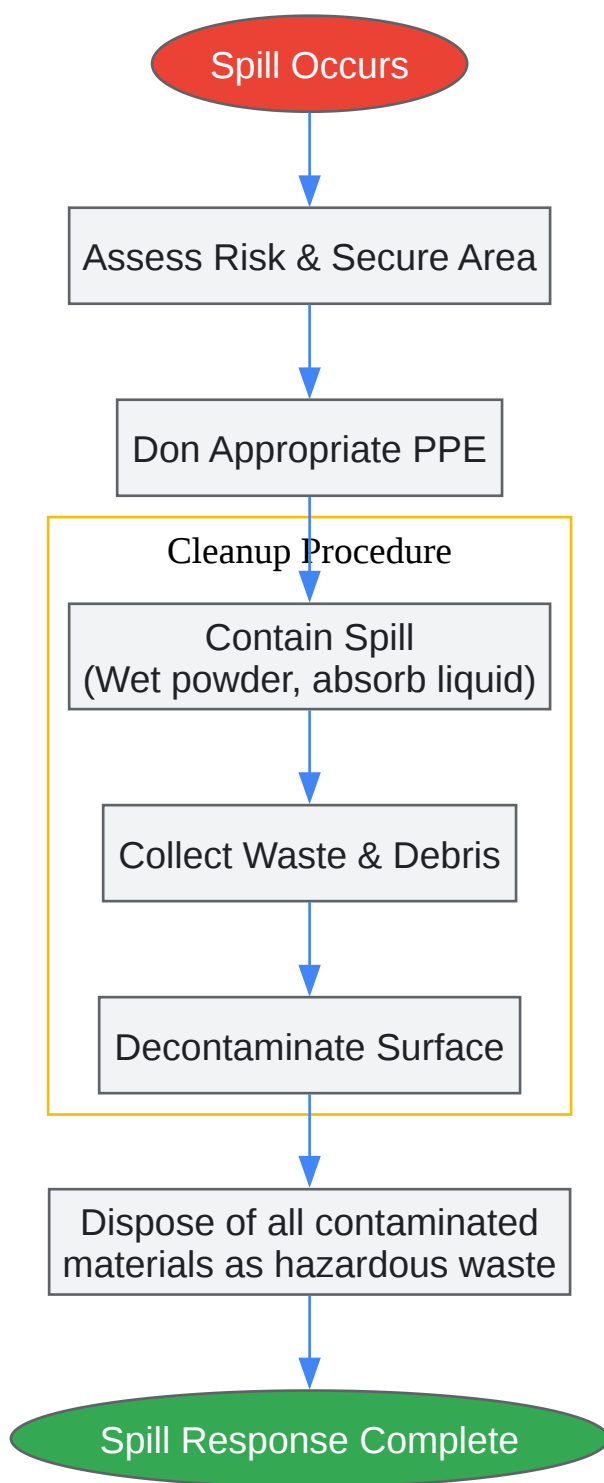 Spill Occurs
Assess Risk & Secure Area
Don Appropriate PPE
Cleanup Procedure
Contain Spill
(Wet powder, absorb liquid)
Collect Waste & Debris
Decontaminate Surface
Dispose of all contaminated
materials as hazardous waste
Spill Response Complete